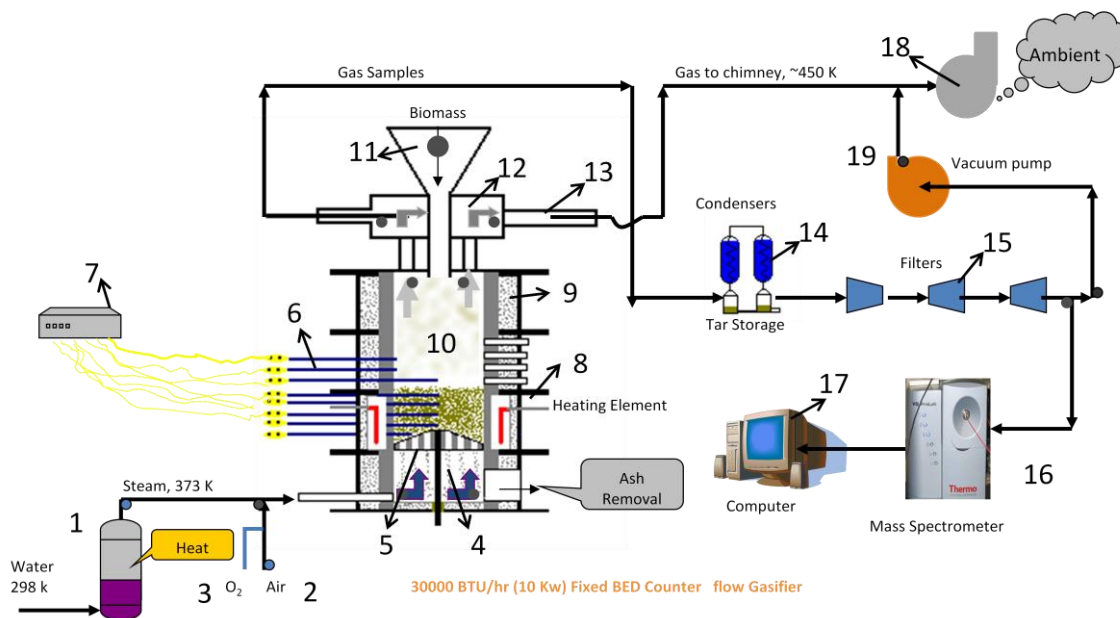 Gas Samples
Gas to chimney, ~450 K
18
Ambient
Biomass
11
12
13
19
Vacuum pump
Condensers
14
15
Filters
Tar Storage
7
6
9
10
8
Heating Element
17
16
Thermo
Computer
Mass Spectrometer
Steam, 373 K
Ash
Removal
1
Heat
5
4
Water
298 k
3
O2
Air
2
30000 BTU/hr (10 Kw) Fixed BED Counter flow Gasifier